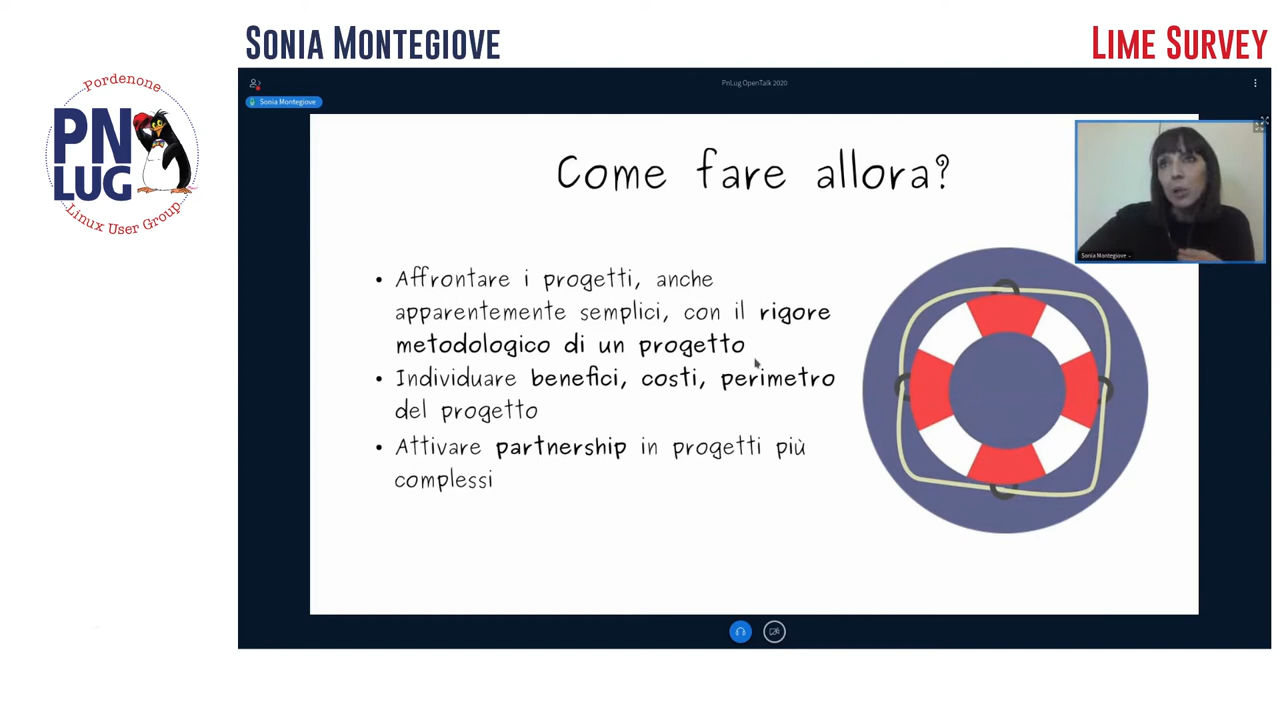 SONIA MONTEGIOVE
LIME SURVEY
Pordenone
PN
LUG
Linux User Group
PnLug OpenTalk 2020
Sonia Montegiove
Sonia Montegiove
Come fare allora?
• Affrontare i progetti, anche
apparentemente semplici, con il rigore
metodologico di un progetto
• Individuare benefici, costi, perimetro
del progetto
• Attivare partnership in progetti più
complessi